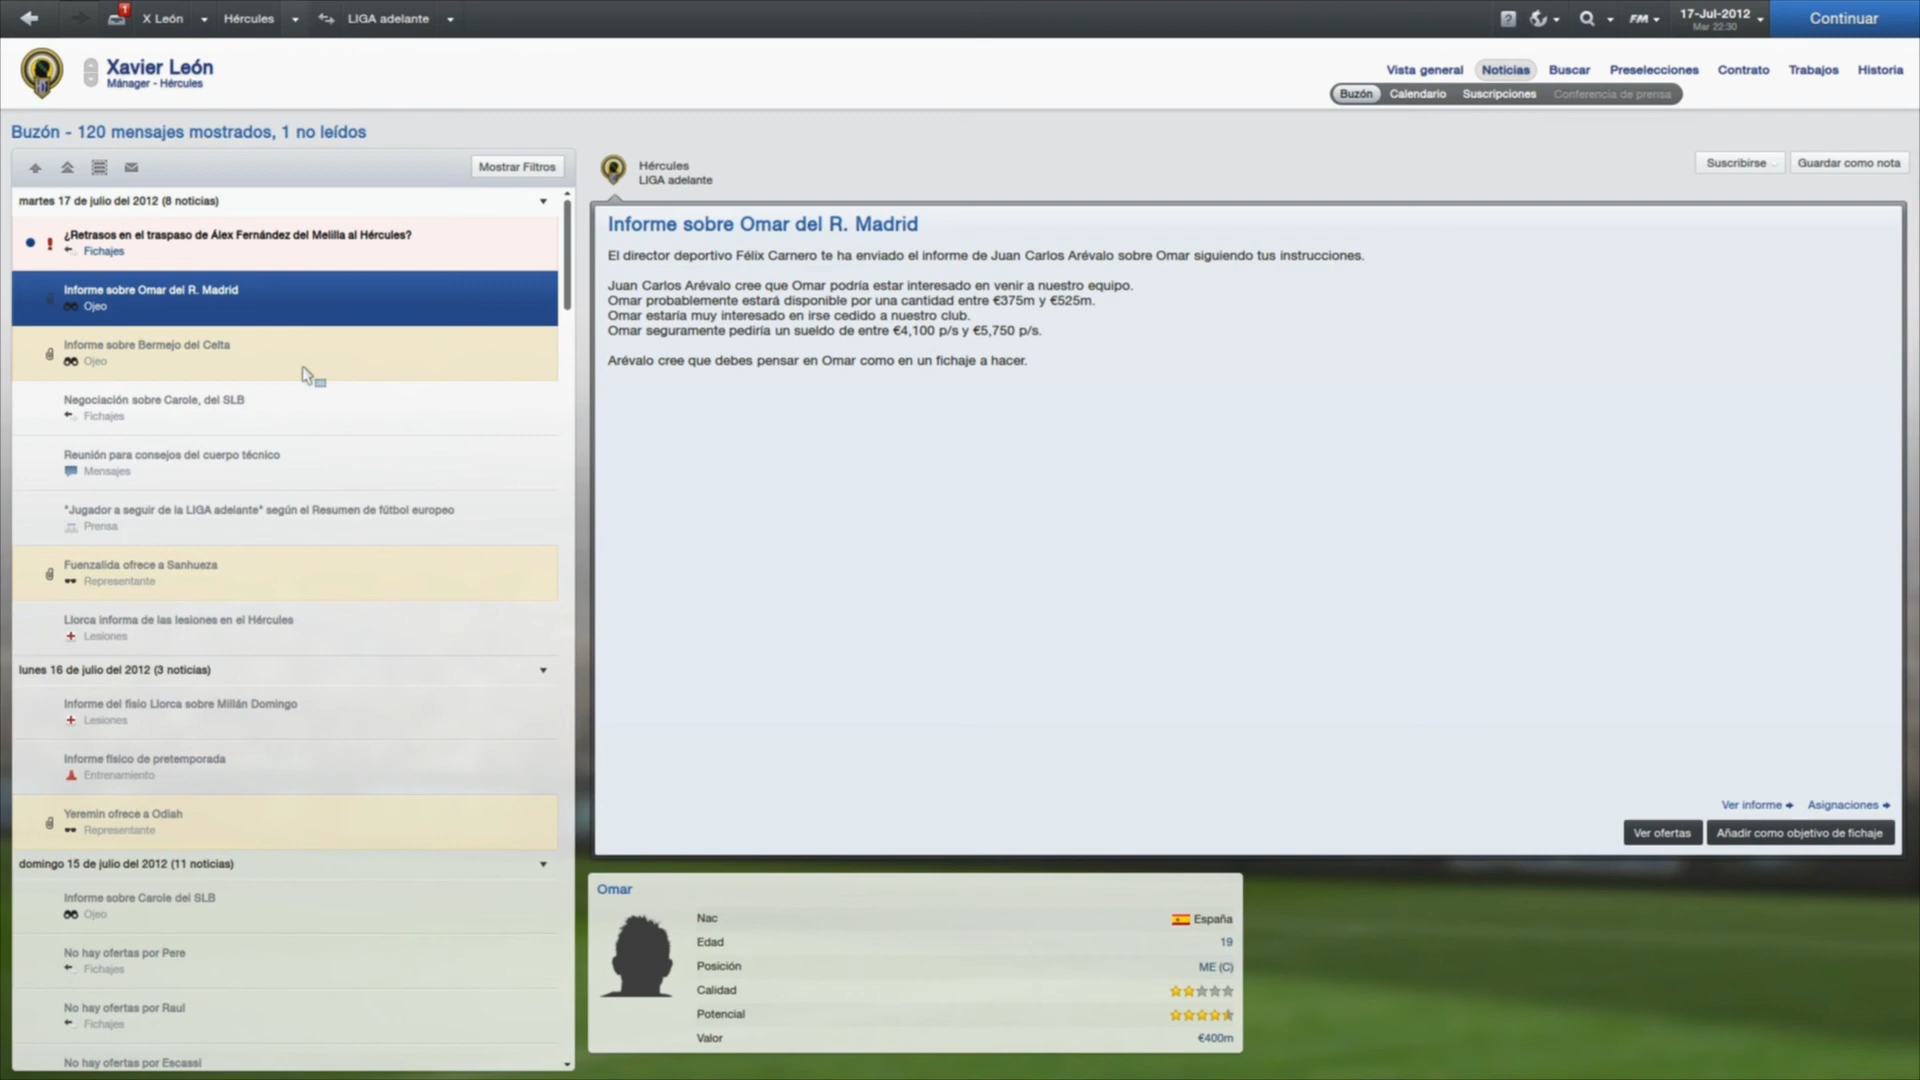 1
X León
Hércules
LIGA adelante
FM
17-Jul-2012
Mar 22:30
Continuar
Xavier León
Mánager - Hércules
Vista general
Noticias
Buscar
Preselecciones
Contrato
Trabajos
Historia
Buzón
Calendario
Suscripciones
Conferencia de prensa
Buzón - 120 mensajes mostrados, 1 no leídos
Mostrar Filtros
martes 17 de julio del 2012 (8 noticias)
¿Retrasos en el traspaso de Álex Fernández del Melilla al Hércules?
Fichajes
Informe sobre Omar del R. Madrid
Ojeo
Informe sobre Bermejo del Celta
Ojeo
Negociación sobre Carole, del SLB
Fichajes
Reunión para consejos del cuerpo técnico
Mensajes
"Jugador a seguir de la LIGA adelante" según el Resumen de fútbol europeo
Prensa
Fuenzalida ofrece a Sanhueza
Representante
Llorca informa de las lesiones en el Hércules
Lesiones
lunes 16 de julio del 2012 (3 noticias)
Informe del fisio Llorca sobre Millán Domingo
Lesiones
Informe físico de pretemporada
Entrenamiento
Yeremin ofrece a Odiah
Representante
domingo 15 de julio del 2012 (11 noticias)
Informe sobre Carole del SLB
Ojeo
No hay ofertas por Pere
Fichajes
No hay ofertas por Raul
Fichajes
No hay ofertas por Escassi
Hércules
LIGA adelante
Suscribirse
Guardar como nota
Informe sobre Omar del R. Madrid
El director deportivo Félix Carnero te ha enviado el informe de Juan Carlos Arévalo sobre Omar siguiendo tus instrucciones.
Juan Carlos Arévalo cree que Omar podría estar interesado en venir a nuestro equipo.
Omar probablemente estará disponible por una cantidad entre €375m y €525m.
Omar estaría muy interesado en irse cedido a nuestro club.
Omar seguramente pediría un sueldo de entre €4,100 p/s y €5,750 p/s.
Arévalo cree que debes pensar en Omar como en un fichaje a hacer.
Ver informe
Asignaciones
Ver ofertas
Añadir como objetivo de fichaje
Omar
Nac
España
Edad
19
Posición
ME (C)
Calidad
Potencial
Valor
€400m